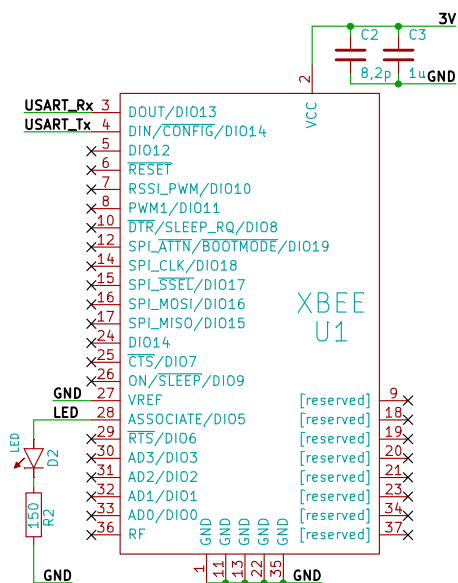 3V
C2 C3
8,2p 1u
GND
2
VCC
USART_Rx 3 DOUT/DIO13
USART_Tx 4 DIN/CONFIG/DIO14
5 DIO12
6 RESET
7 RSSI_PWM/DIO10
8 PWM1/DIO11
10 DTR/SLEEP_RQ/DIO8
12 SPI_ATTN/BOOTMODE/DIO19
14 SPI_CLK/DIO18
15 SPI_SSEL/DIO17
16 SPI_MOSI/DIO16
17 SPI_MISO/DIO15
24 DIO14
25 CTS/DIO7
26 ON/SLEEP/DIO9
XBEE
U1
GND 27 VREF [reserved] 9
LED 28 ASSOCIATE/DIO5 [reserved] 18
29 RTS/DIO6 [reserved] 19
30 AD3/DIO3 [reserved] 20
31 AD2/DIO2 [reserved] 21
32 AD1/DIO1 [reserved] 23
33 AD0/DIO0 [reserved] 34
36 RF [reserved] 37
LED
D2
150
R2
GND
GND GND GND GND GND
1 11 13 22 35
GND